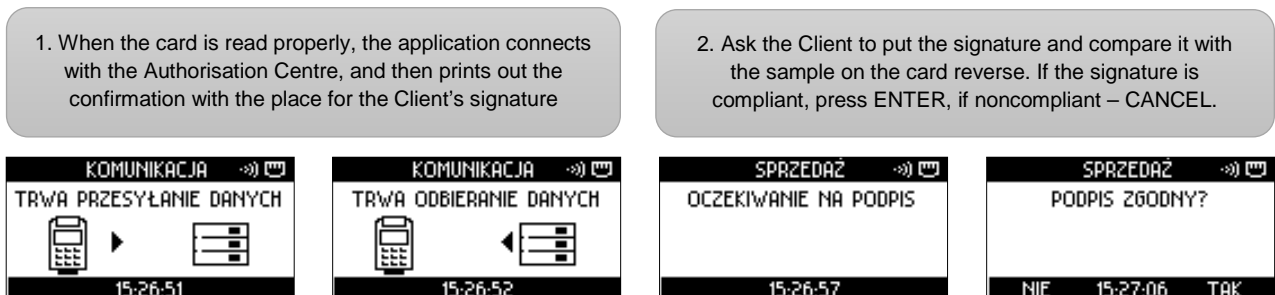 1. When the card is read properly, the application connects
with the Authorisation Centre, and then prints out the
confirmation with the place for the Client’s signature
2. Ask the Client to put the signature and compare it with
the sample on the card reverse. If the signature is
compliant, press ENTER, if noncompliant – CANCEL.
KOMUNIKACJA
TRWA PRZESYŁANIE DANYCH
15:26:51
KOMUNIKACJA
TRWA ODBIERANIE DANYCH
15:26:52
SPRZEDAŻ
OCZEKIWANIE NA PODPIS
15:26:57
SPRZEDAŻ
PODPIS ZGODNY?
NIE 15:27:06 TAK